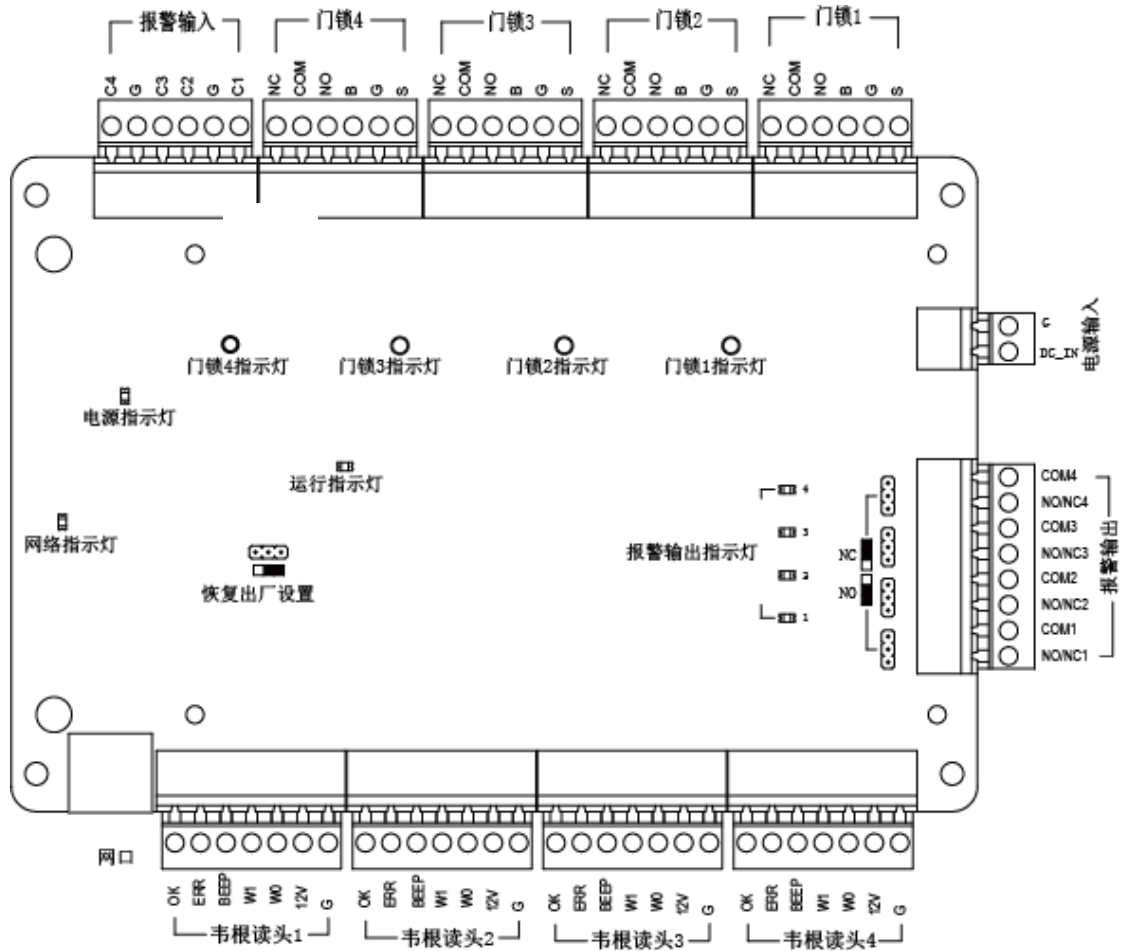 报警输入 门锁4 门锁3 门锁2 门锁1
C4 G C3 C2 G C1 NC COM NO B G S NC COM NO B G S NC COM NO B G S NC COM NO B G S
G
DC_IN
电源输入
门锁4指示灯 门锁3指示灯 门锁2指示灯 门锁1指示灯
电源指示灯
运行指示灯
网络指示灯
恢复出厂设置
报警输出指示灯
4
3
2
1
NC
NO
COM4
NO/NC4
COM3
NO/NC3
COM2
NO/NC2
COM1
NO/NC1
报警输出
网口
OK ERR BEEP W1 W0 12V G OK ERR BEEP W1 W0 12V G OK ERR BEEP W1 W0 12V G OK ERR BEEP W1 W0 12V G
韦根读头1 韦根读头2 韦根读头3 韦根读头4